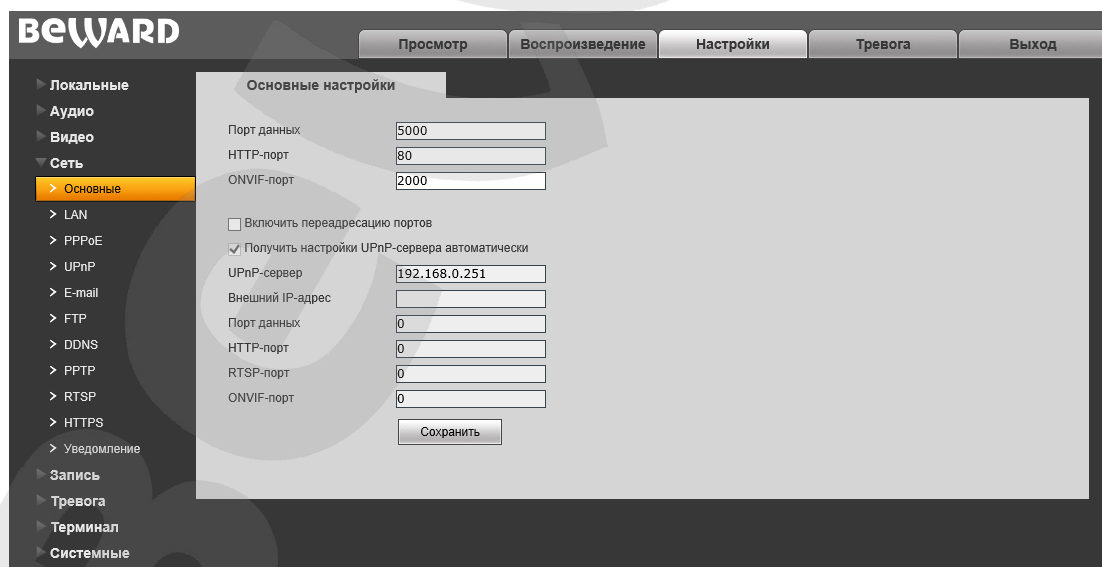 BEWARD
Просмотр
Воспроизведение
Настройки
Тревога
Выход
Локальные
Аудио
Видео
Сеть
Основные
LAN
PPPoE
UPnP
E-mail
FTP
DDNS
PPTP
RTSP
HTTPS
Уведомление
Запись
Тревога
Терминал
Системные
Основные настройки
Порт данных 5000
HTTP-порт 80
ONVIF-порт 2000
Включить переадресацию портов
Получить настройки UPnP-сервера автоматически
UPnP-сервер 192.168.0.251
Внешний IP-адрес
Порт данных 0
HTTP-порт 0
RTSP-порт 0
ONVIF-порт 0
Сохранить